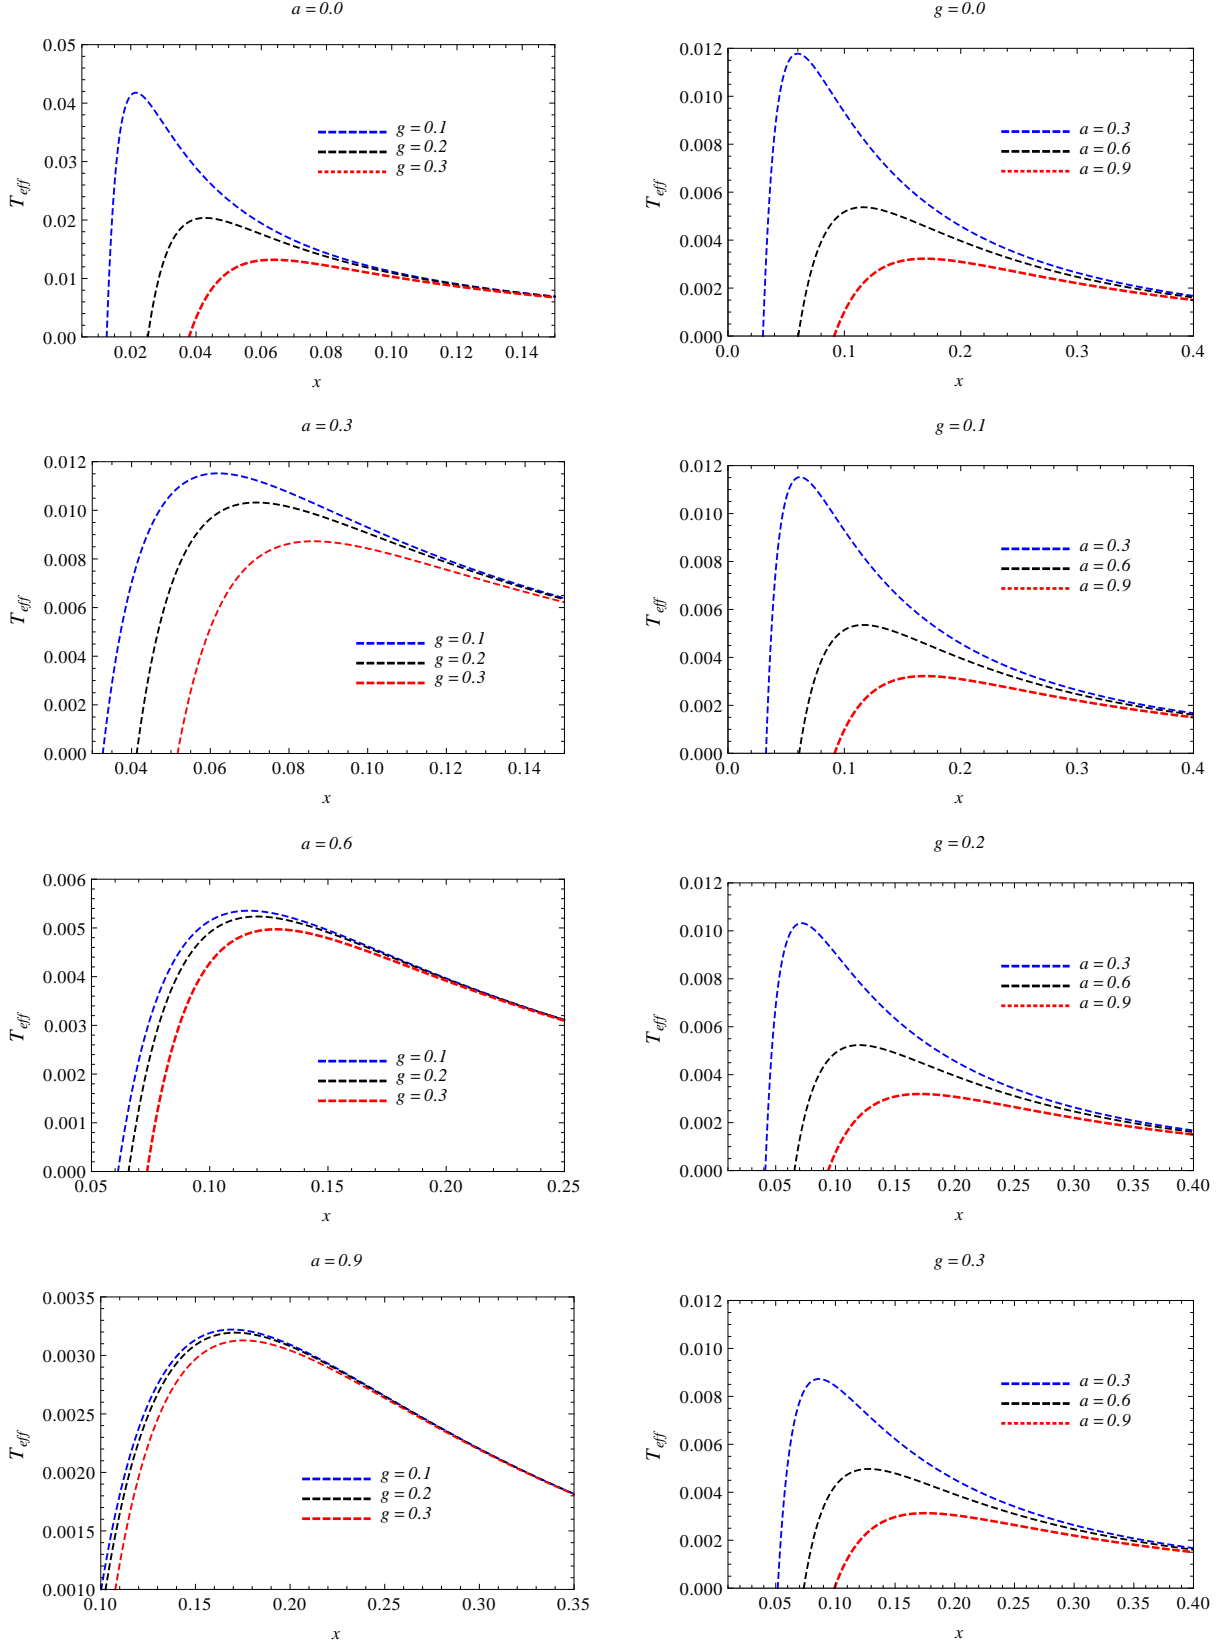 a = 0.0
0.05
0.04
0.03
0.02
0.01
0.00
T_eff
g = 0.1
g = 0.2
g = 0.3
0.02 0.04 0.06 0.08 0.10 0.12 0.14
x
g = 0.0
0.012
0.010
0.008
0.006
0.004
0.002
0.000
T_eff
a = 0.3
a = 0.6
a = 0.9
0.0 0.1 0.2 0.3 0.4
x
a = 0.3
0.012
0.010
0.008
0.006
0.004
0.002
0.000
T_eff
g = 0.1
g = 0.2
g = 0.3
0.04 0.06 0.08 0.10 0.12 0.14
x
g = 0.1
0.012
0.010
0.008
0.006
0.004
0.002
0.000
T_eff
a = 0.3
a = 0.6
a = 0.9
0.0 0.1 0.2 0.3 0.4
x
a = 0.6
0.006
0.005
0.004
0.003
0.002
0.001
0.000
T_eff
g = 0.1
g = 0.2
g = 0.3
0.05 0.10 0.15 0.20 0.25
x
g = 0.2
0.012
0.010
0.008
0.006
0.004
0.002
0.000
T_eff
a = 0.3
a = 0.6
a = 0.9
0.05 0.10 0.15 0.20 0.25 0.30 0.35 0.40
x
a = 0.9
0.0035
0.0030
0.0025
0.0020
0.0015
0.0010
T_eff
g = 0.1
g = 0.2
g = 0.3
0.10 0.15 0.20 0.25 0.30 0.35
x
g = 0.3
0.012
0.010
0.008
0.006
0.004
0.002
0.000
T_eff
a = 0.3
a = 0.6
a = 0.9
0.05 0.10 0.15 0.20 0.25 0.30 0.35 0.40
x